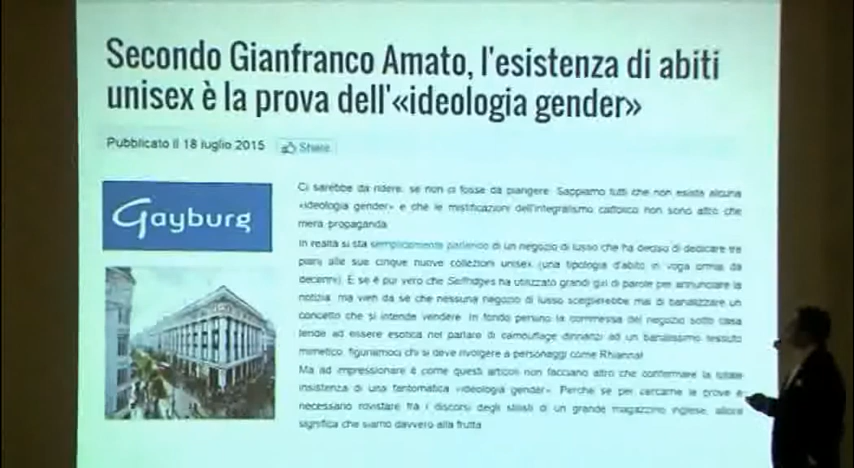 Secondo Gianfranco Amato, l'esistenza di abiti
unisex è la prova dell'«ideologia gender»
Pubblicato il 18 luglio 2015 Share
Gayburg
Ci sarebbe da ridere, se non ci fosse da piangere. Sappiamo tutti che non esista alcuna
«ideologia gender» e che le mistificazioni dell'integralismo cattolico non sono altro che
mera propaganda.
In realtà si sta semplicemente parlando di un negozio di lusso che ha deciso di dedicare tre
piani alle sue cinque nuove collezioni unisex (una tipologia d'abito in voga ormai da
decenni). E se è pur vero che Selfridges ha utilizzato grandi giri di parole per annunciare la
notizia, ma vien da sé che nessuna negozio di lusso sceglierebbe mai di banalizzare un
concetto che si intende vendere. In fondo persino la commessa del negozio sotto casa
tende ad essere esotica nel parlare di camouflage dinnanzi ad un banalissimo tessuto
mimetico, figuriamoci chi si deve rivolgere a personaggi come Rhianna!
Ma ad impressionare è come questi articoli non facciano altro che confermare la totale
insistenza di una fantomatica «ideologia gender». Perché se per cercarne le prove è
necessario rovistare fra i discorsi degli stilisti di un grande magazzino inglese, allora
significa che siamo davvero alla frutta.